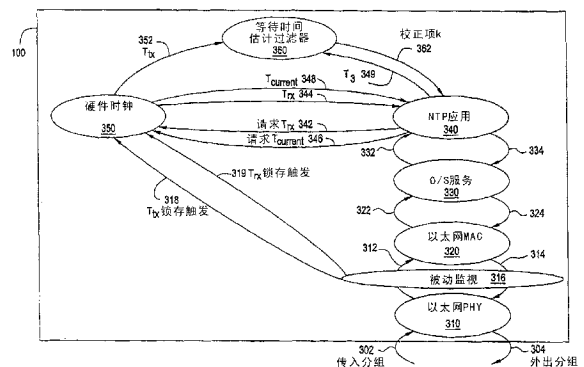 100
352
Ttx
等待时间
估计过滤器
360
校正项k
362
Tcurrent 348
Trx 344
T3 349
硬件时钟
350
请求Trx 342
请求Tcurrent 346
NTP应用
340
332
334
319 Trx锁存触发
318
Ttx锁存触发
O/S服务
330
322
324
以太网MAC
320
312
314
被动监视 316
以太网PHY
310
302
传入分组
304
外出分组